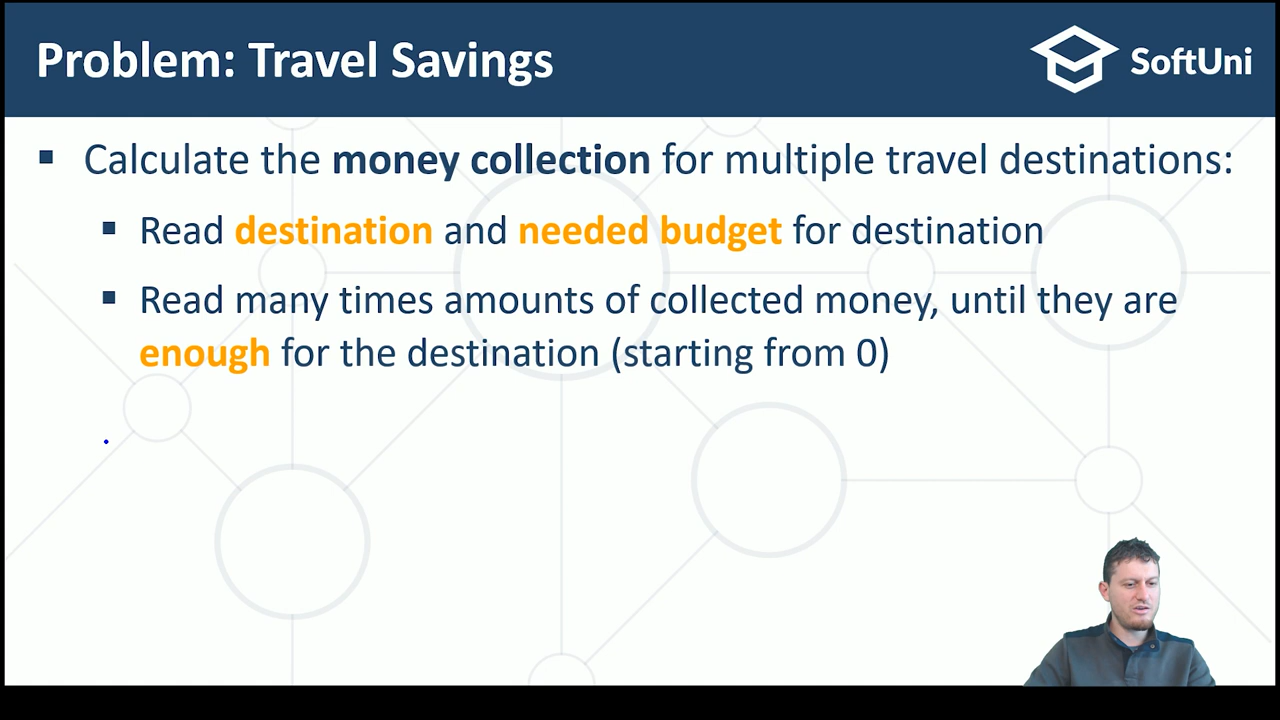 Problem: Travel Savings
SoftUni
▪ Calculate the money collection for multiple travel destinations:
▪ Read destination and needed budget for destination
▪ Read many times amounts of collected money, until they are
enough for the destination (starting from 0)